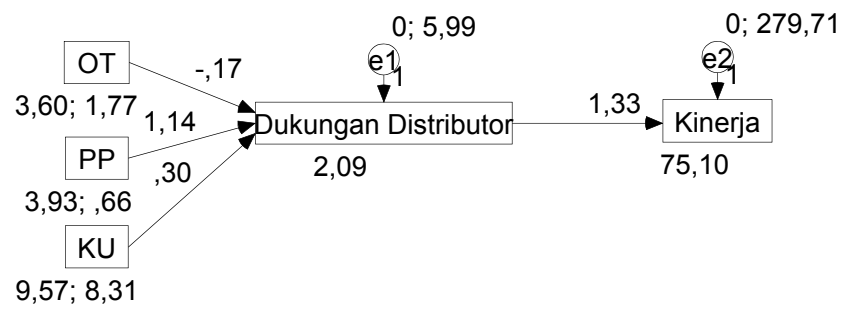 0; 5,99
0; 279,71
OT
-,17
e1
1
e2
1
3,60; 1,77
1,14
Dukungan Distributor
1,33
Kinerja
PP
,30
2,09
75,10
3,93; ,66
KU
9,57; 8,31